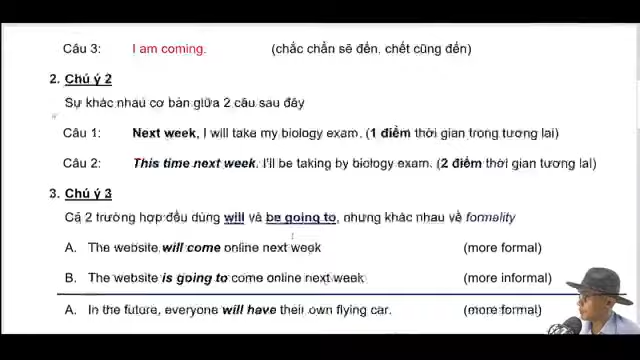 Câu 3: I am coming. (chắc chắn sẽ đến, chết cũng đến)
2. Chú ý 2
Sự khác nhau cơ bản giữa 2 câu sau đây
Câu 1: Next week, I will take my biology exam. (1 điểm thời gian trong tương lai)
Câu 2: This time next week, I'll be taking by biology exam. (2 điểm thời gian tương lai)
3. Chú ý 3
Cả 2 trường hợp đều dùng will và be going to, nhưng khác nhau về formality
A. The website will come online next week (more formal)
B. The website is going to come online next week (more informal)
A. In the future, everyone will have their own flying car. (more formal)